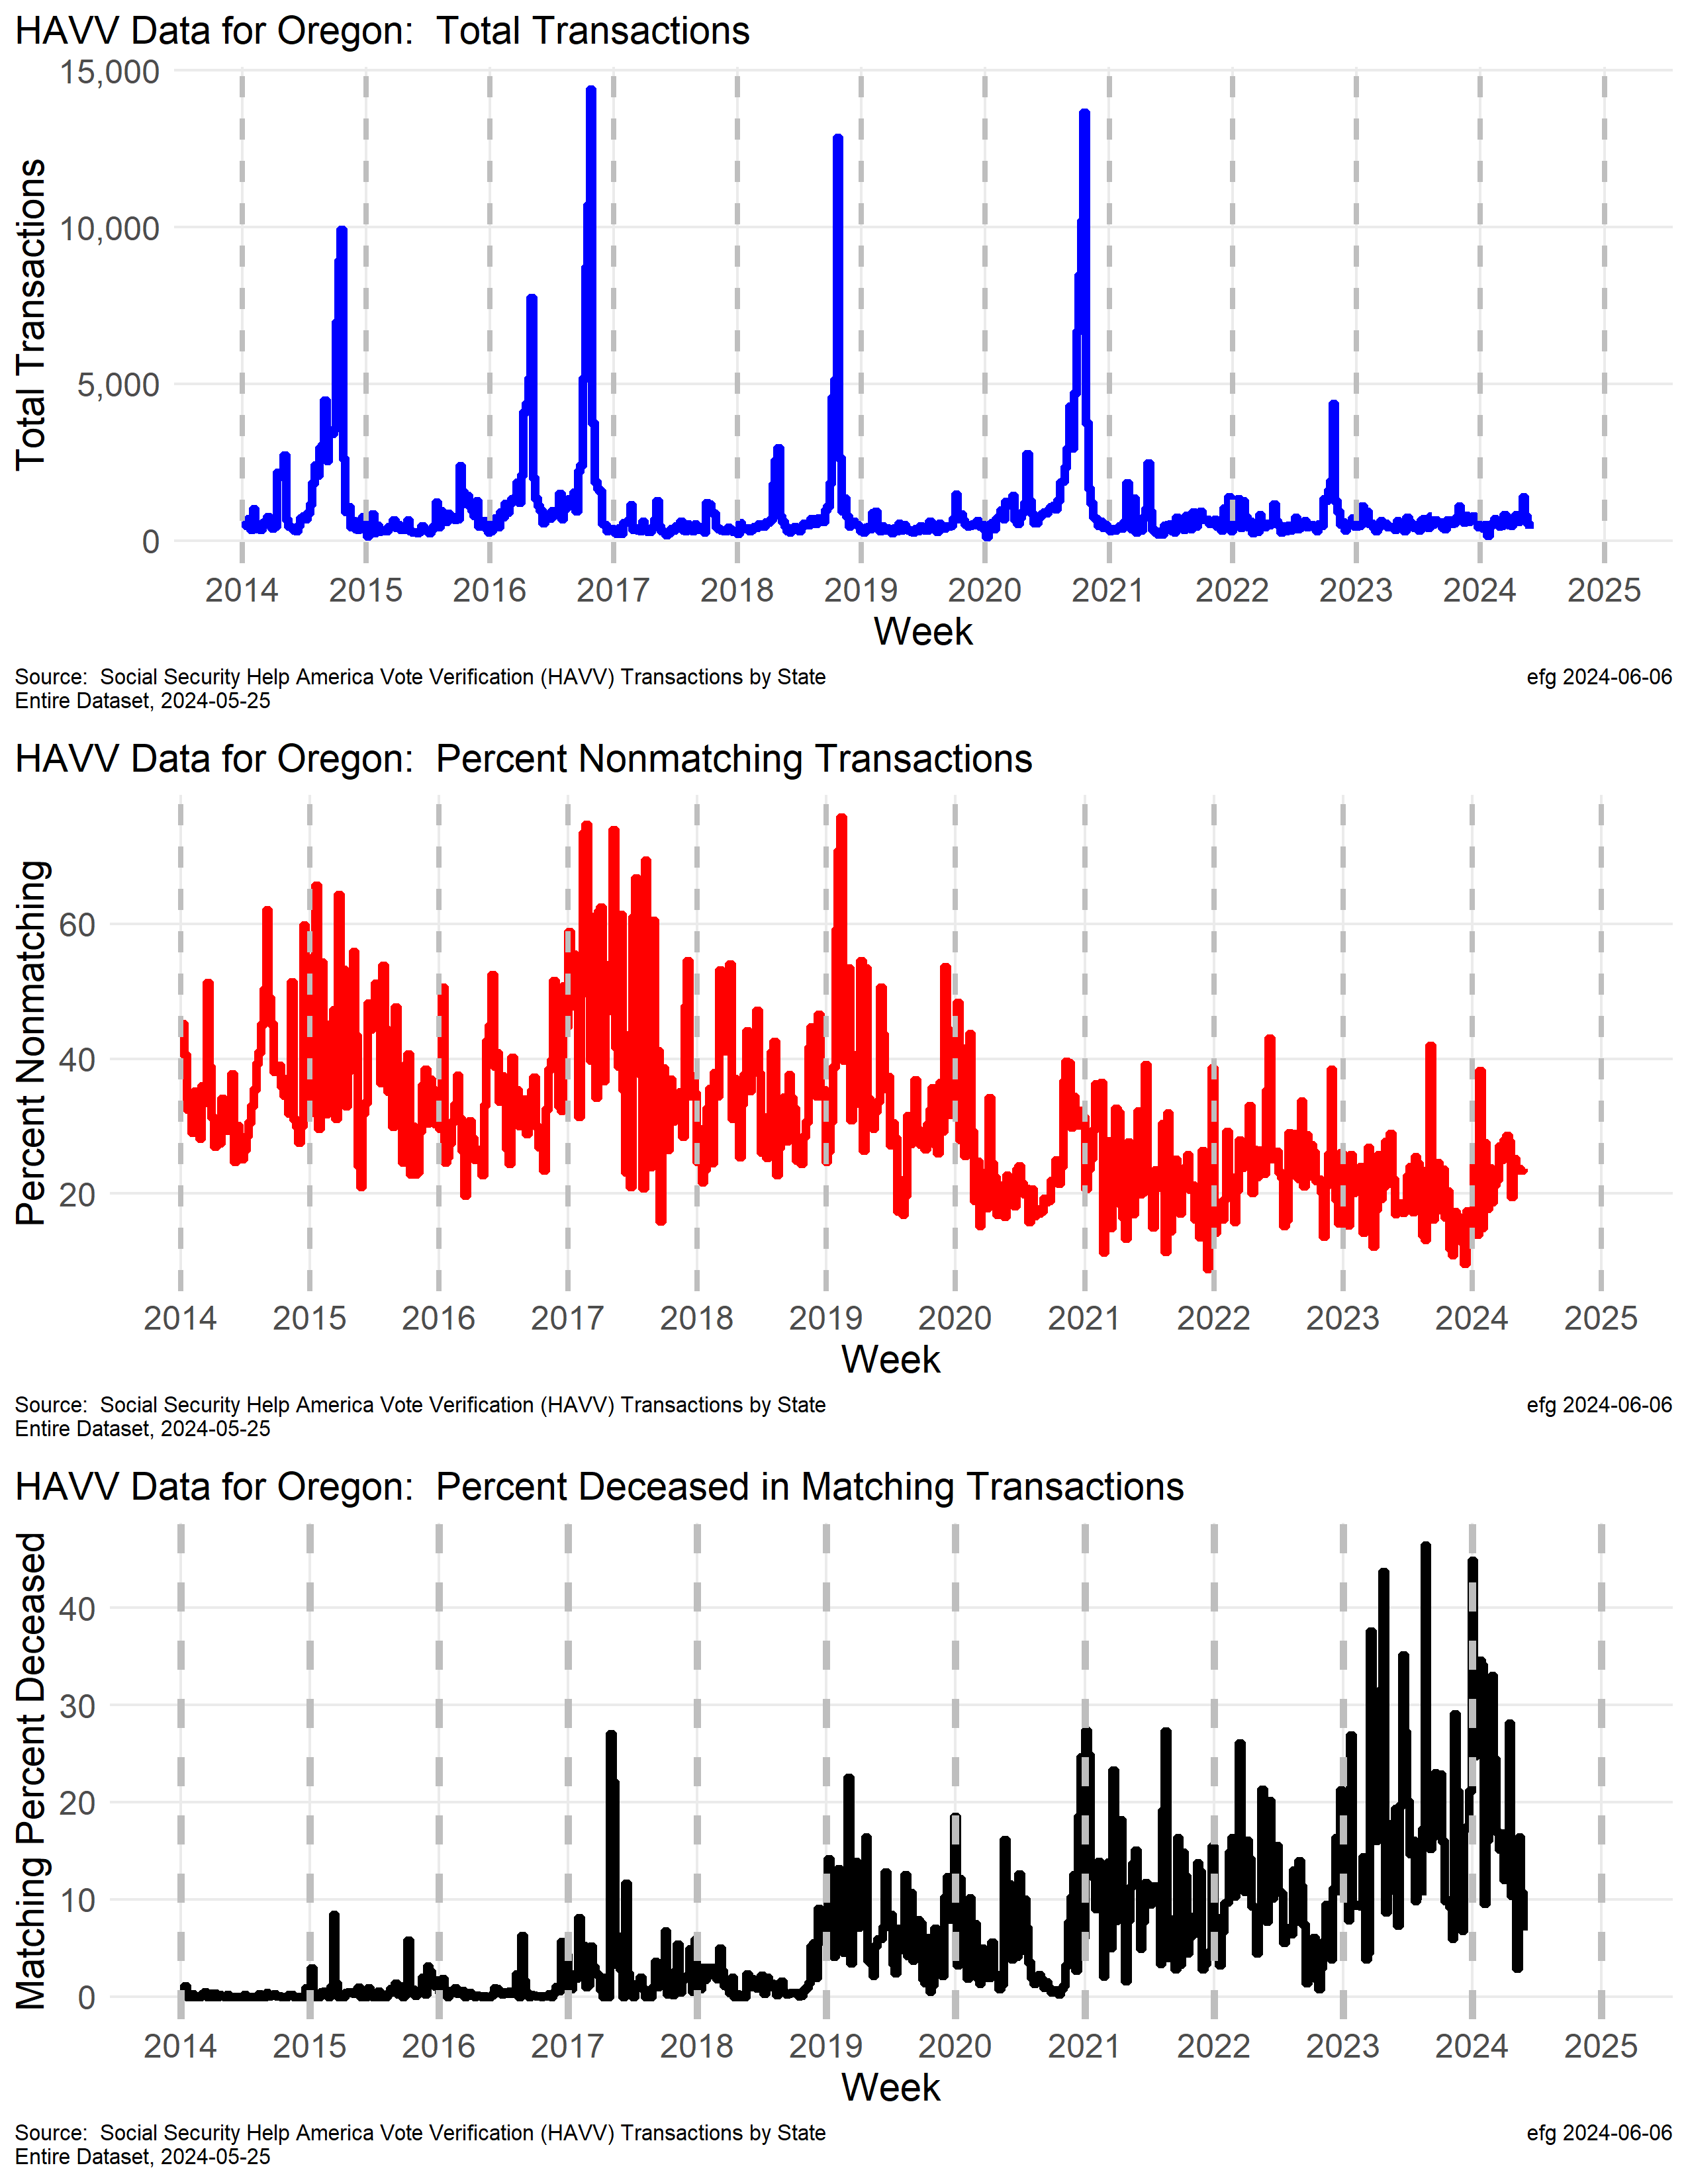 HAVV Data for Oregon:  Total Transactions
Total Transactions
15,000
10,000
5,000
0
2014 2015 2016 2017 2018 2019 2020 2021 2022 2023 2024 2025
Week
Source:  Social Security Help America Vote Verification (HAVV) Transactions by State
Entire Dataset, 2024-05-25
efg 2024-06-06
HAVV Data for Oregon:  Percent Nonmatching Transactions
Percent Nonmatching
60
40
20
2014 2015 2016 2017 2018 2019 2020 2021 2022 2023 2024 2025
Week
Source:  Social Security Help America Vote Verification (HAVV) Transactions by State
Entire Dataset, 2024-05-25
efg 2024-06-06
HAVV Data for Oregon:  Percent Deceased in Matching Transactions
Matching Percent Deceased
40
30
20
10
0
2014 2015 2016 2017 2018 2019 2020 2021 2022 2023 2024 2025
Week
Source:  Social Security Help America Vote Verification (HAVV) Transactions by State
Entire Dataset, 2024-05-25
efg 2024-06-06